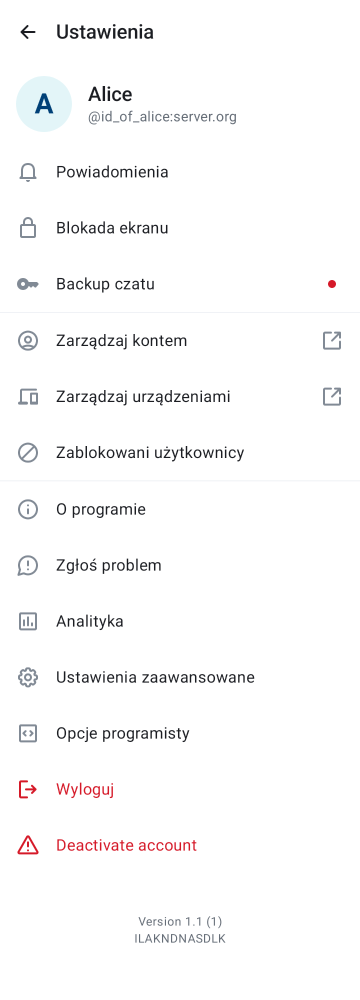 Ustawienia
A
Alice
@id_of_alice:server.org
Powiadomienia
Blokada ekranu
Backup czatu
Zarządzaj kontem
Zarządzaj urządzeniami
Zablokowani użytkownicy
O programie
Zgłoś problem
Analityka
Ustawienia zaawansowane
Opcje programisty
Wyloguj
Deactivate account
Version 1.1 (1)
ILAKNDNASDLK